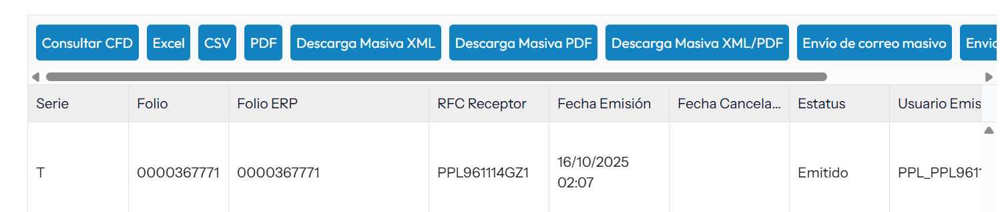 Consultar CFD Excel CSV PDF Descarga Masiva XML Descarga Masiva PDF Descarga Masiva XML/PDF Envío de correo masivo
Serie Folio Folio ERP RFC Receptor Fecha Emisión Fecha Cancela... Estatus Usuario Emis
T 0000367771 0000367771 PPL961114GZ1 16/10/2025 Emitido PPL_PPL961
02:07